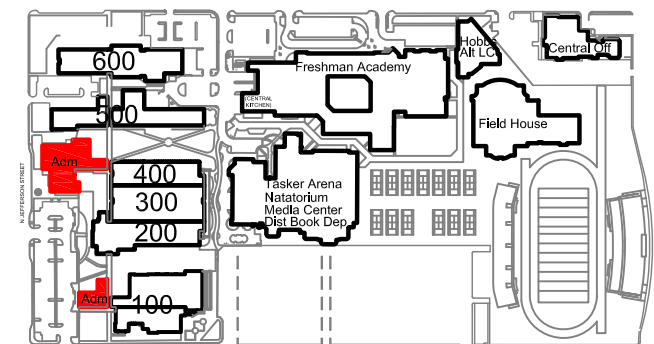 Hobbs
Alt LC
Central Off
600
Freshman Academy
(CENTRAL
KITCHEN)
500
Field House
Adm
400
Tasker Arena
Natatorium
Media Center
Dist Book Dep
300
N JEFFERSON STREET
200
Adm
100